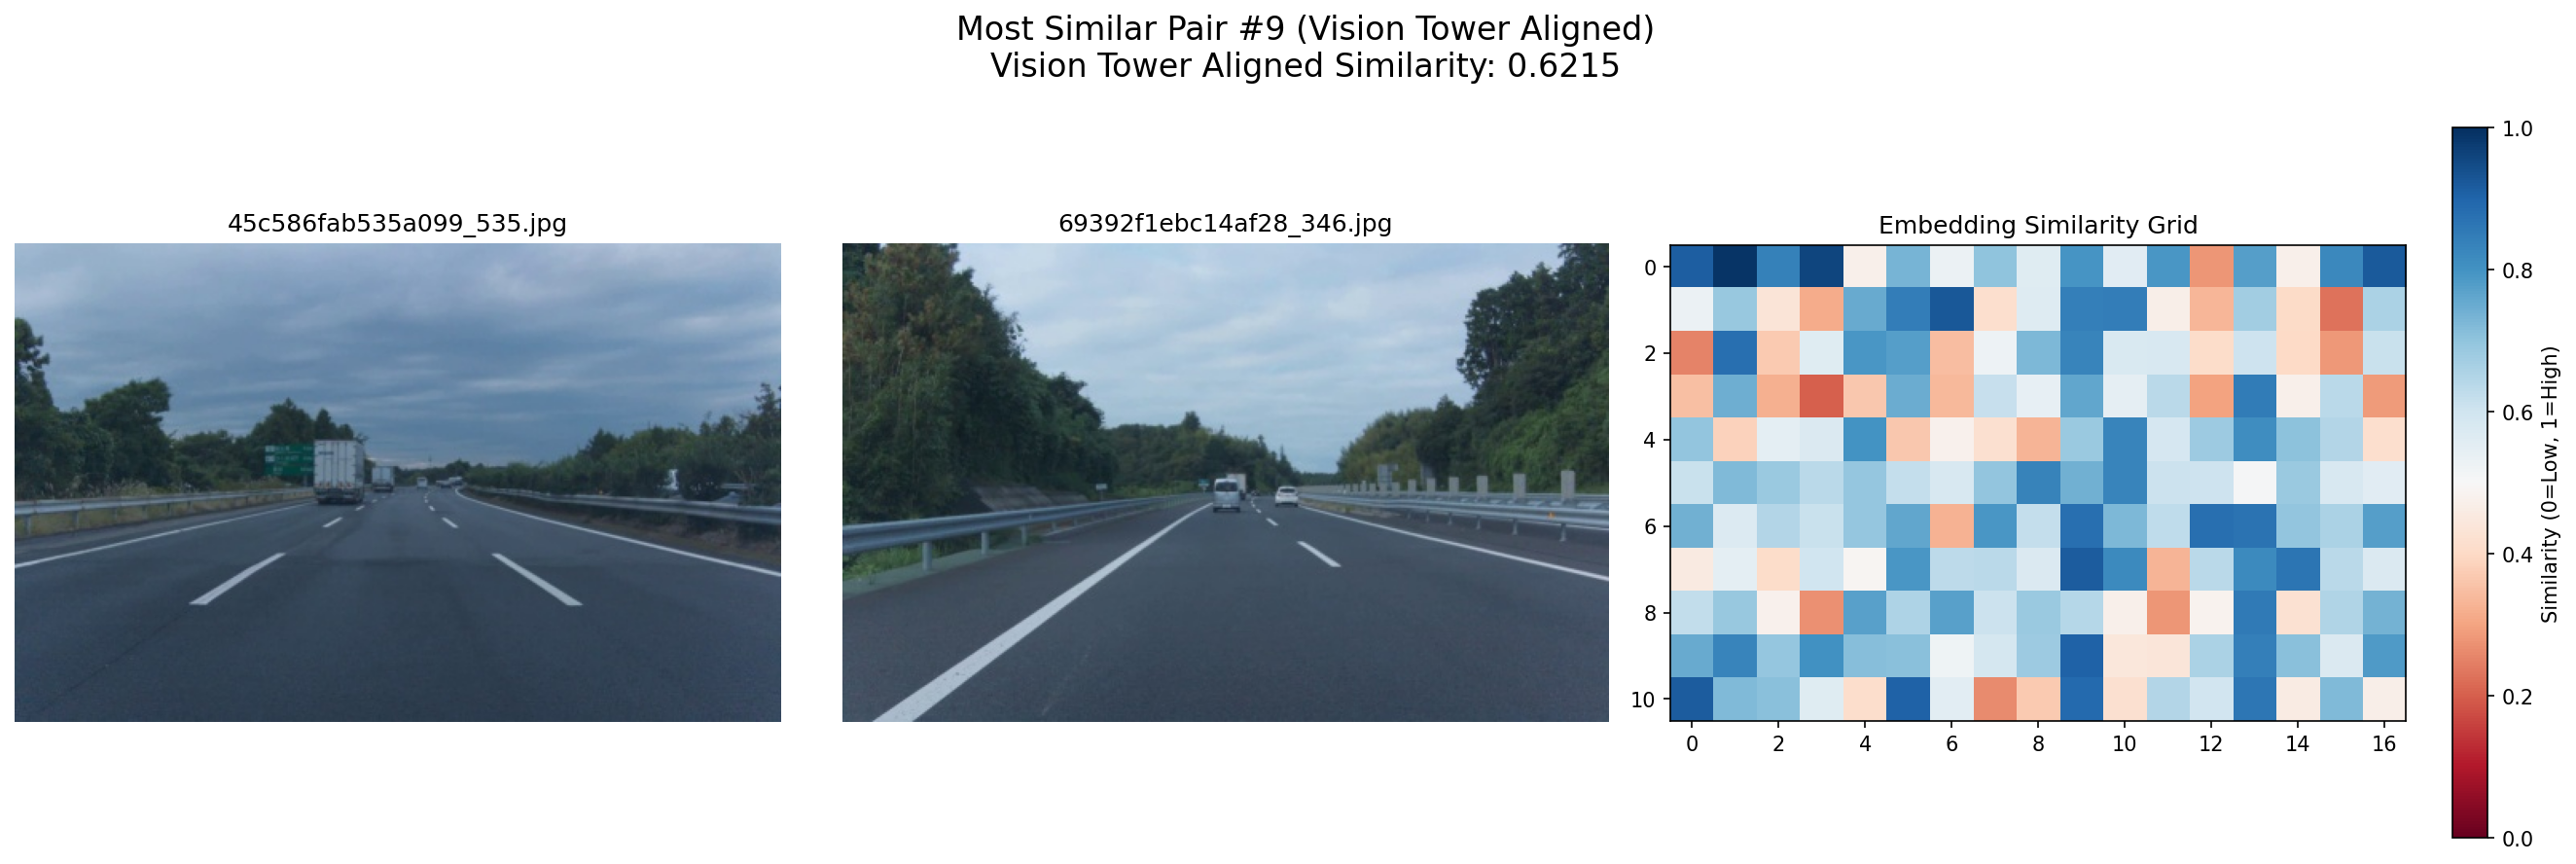 Most Similar Pair #9 (Vision Tower Aligned)
Vision Tower Aligned Similarity: 0.6215
45c586fab535a099_535.jpg
69392f1ebc14af28_346.jpg
Embedding Similarity Grid
0
2
4
6
8
10
0 2 4 6 8 10 12 14 16
1.0
0.8
0.6
0.4
0.2
0.0
Similarity (0=Low, 1=High)